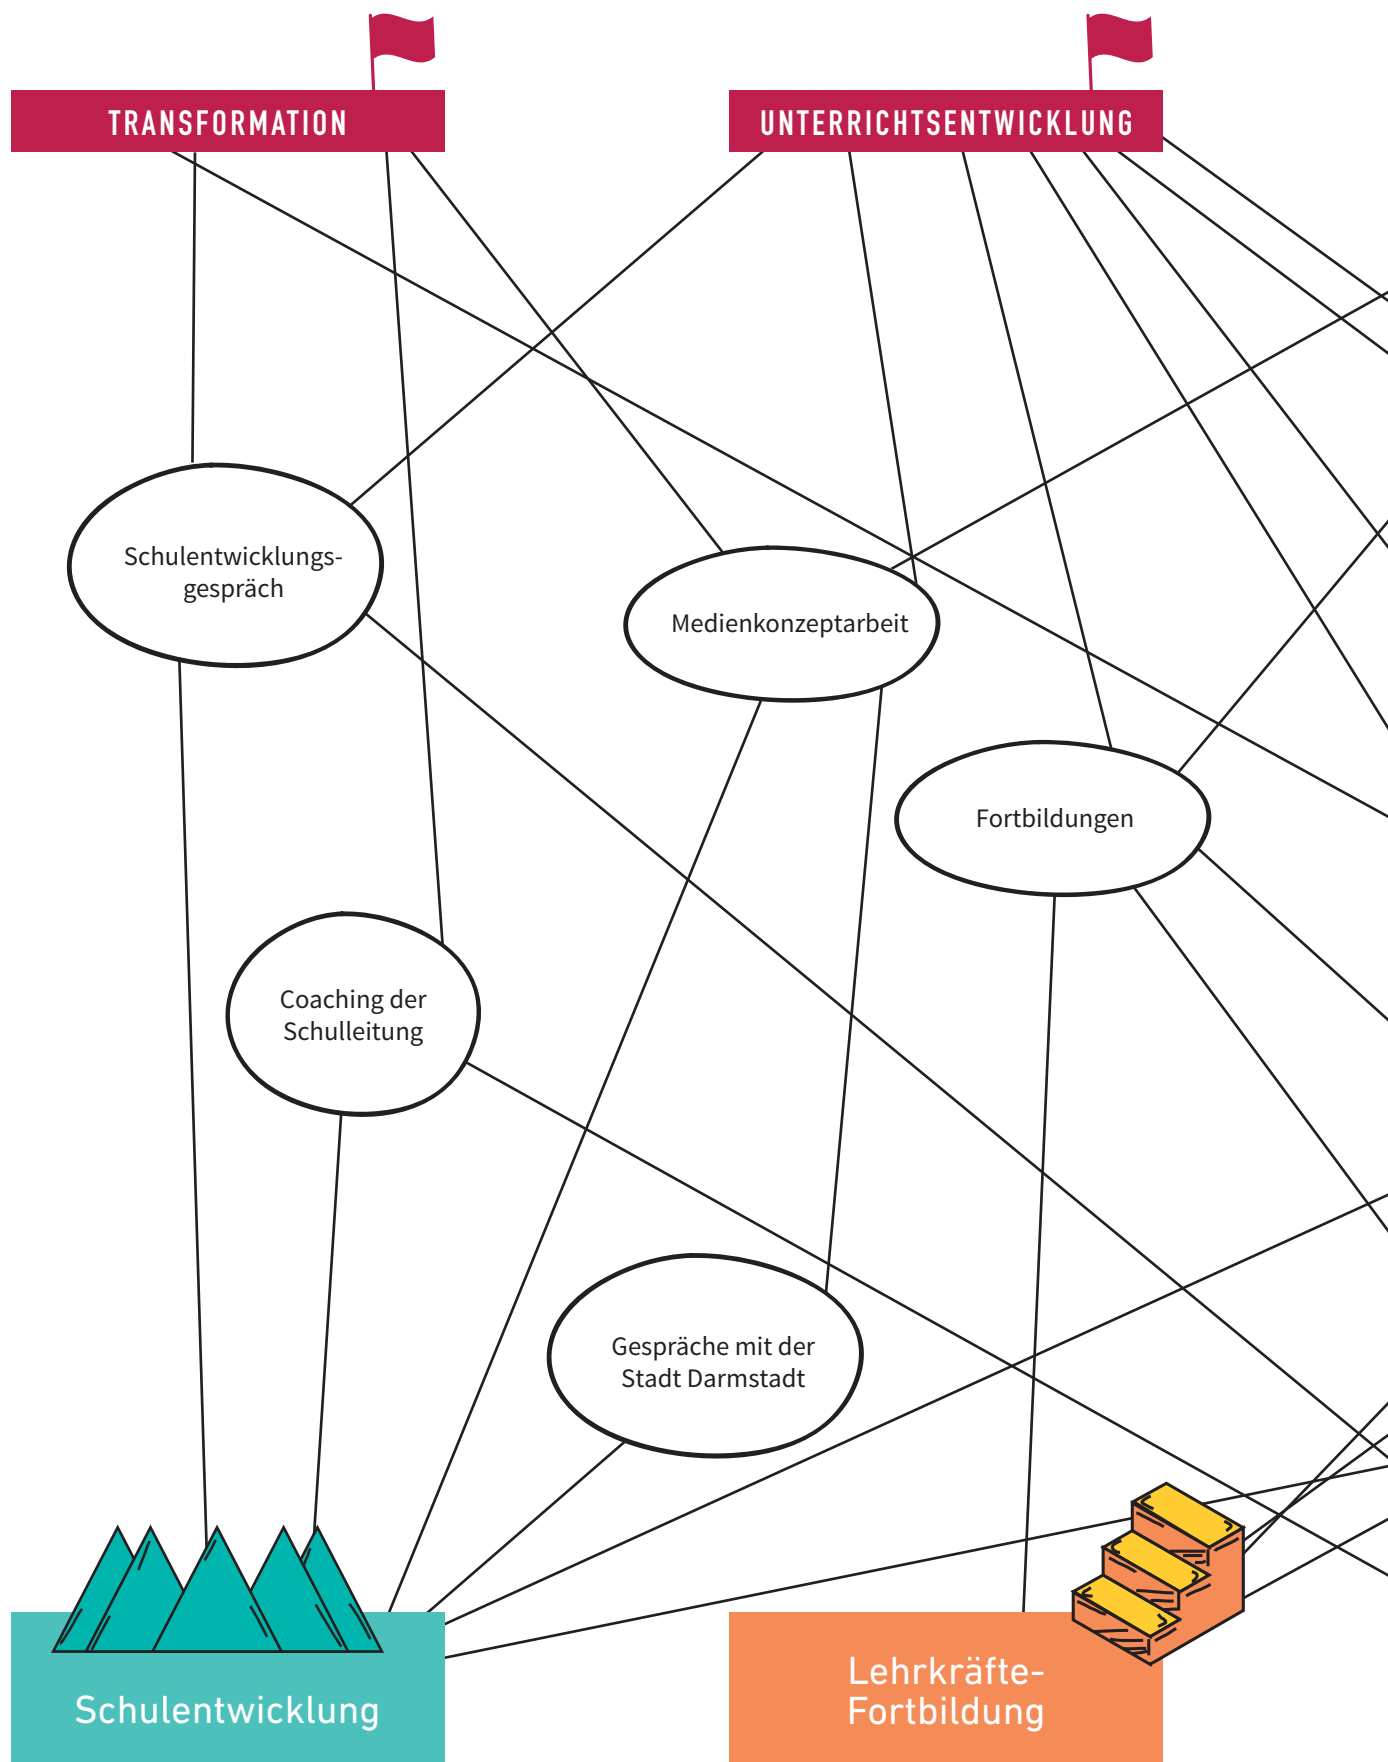 TRANSFORMATION
UNTERRICHTSENTWICKLUNG
Schulentwicklungs-
gespräch
Medienkonzeptarbeit
Fortbildungen
Coaching der
Schulleitung
Gespräche mit der
Stadt Darmstadt
Schulentwicklung
Lehrkräfte-
Fortbildung